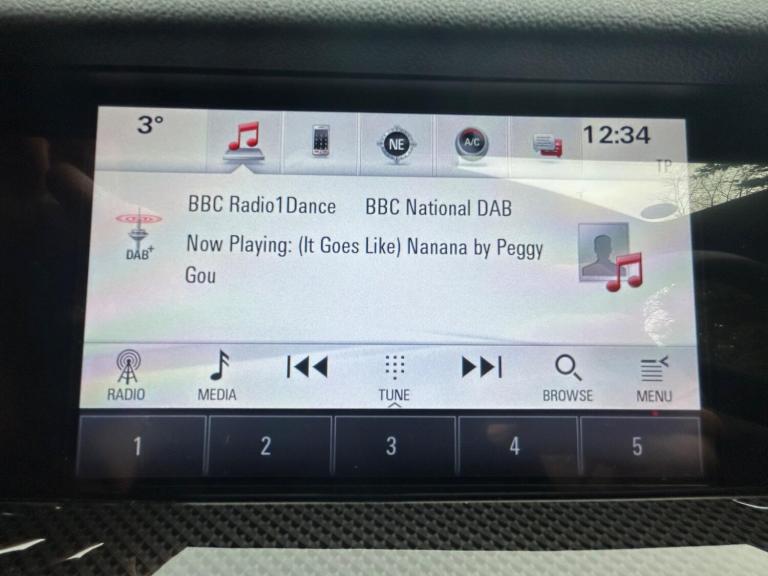 3°
NE
A/C
12:34
TP
BBC Radio1Dance BBC National DAB
DAB+
Now Playing: (It Goes Like) Nanana by Peggy
Gou
RADIO
MEDIA
TUNE
BROWSE
MENU
1 2 3 4 5